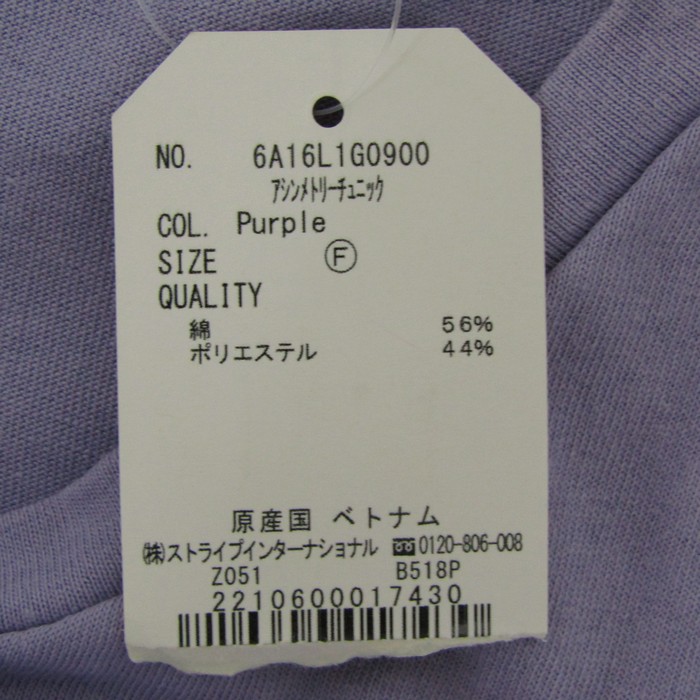 NO. 6A16L1G0900
アシンメトリーチュニック
COL. Purple
SIZE Ⓕ
QUALITY
綿 56%
ポリエステル 44%
原産国 ベトナム
㈱ストライプインターナショナル 0120-806-008
Z051 B518P
2210600017430